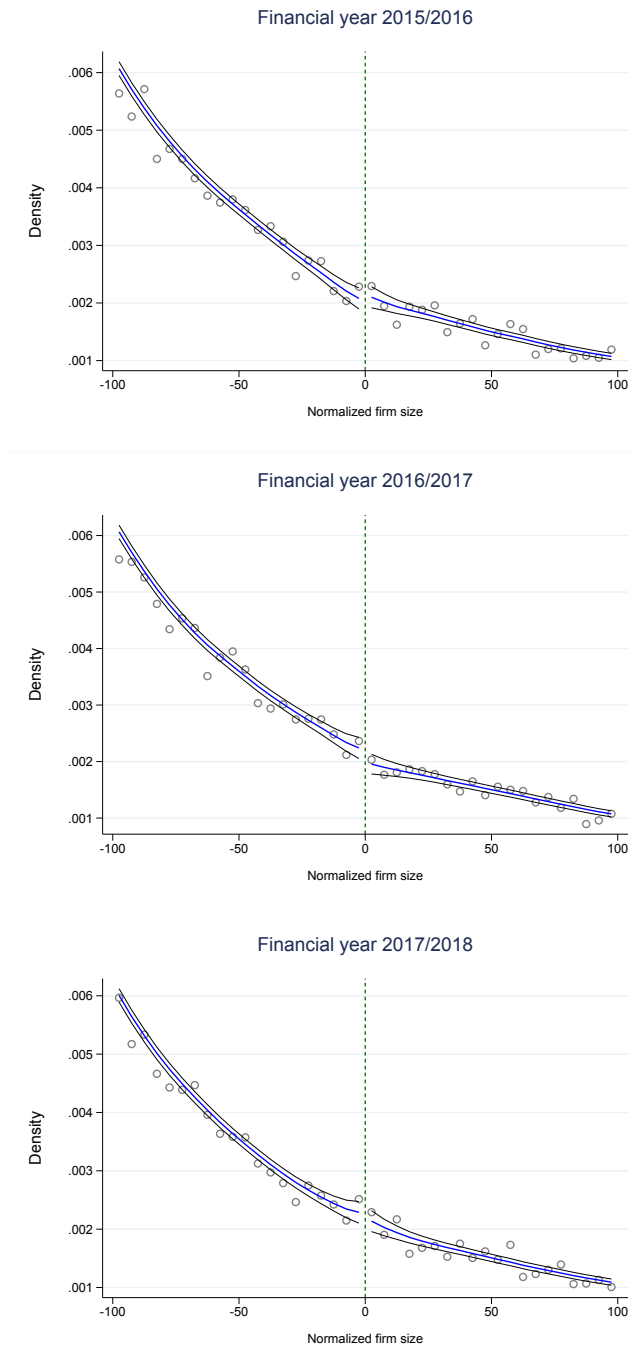 Financial year 2015/2016
.006
.005
.004
.003
.002
.001
Density
-100 -50 0 50 100
Normalized firm size
Financial year 2016/2017
.006
.005
.004
.003
.002
.001
Density
-100 -50 0 50 100
Normalized firm size
Financial year 2017/2018
.006
.005
.004
.003
.002
.001
Density
-100 -50 0 50 100
Normalized firm size